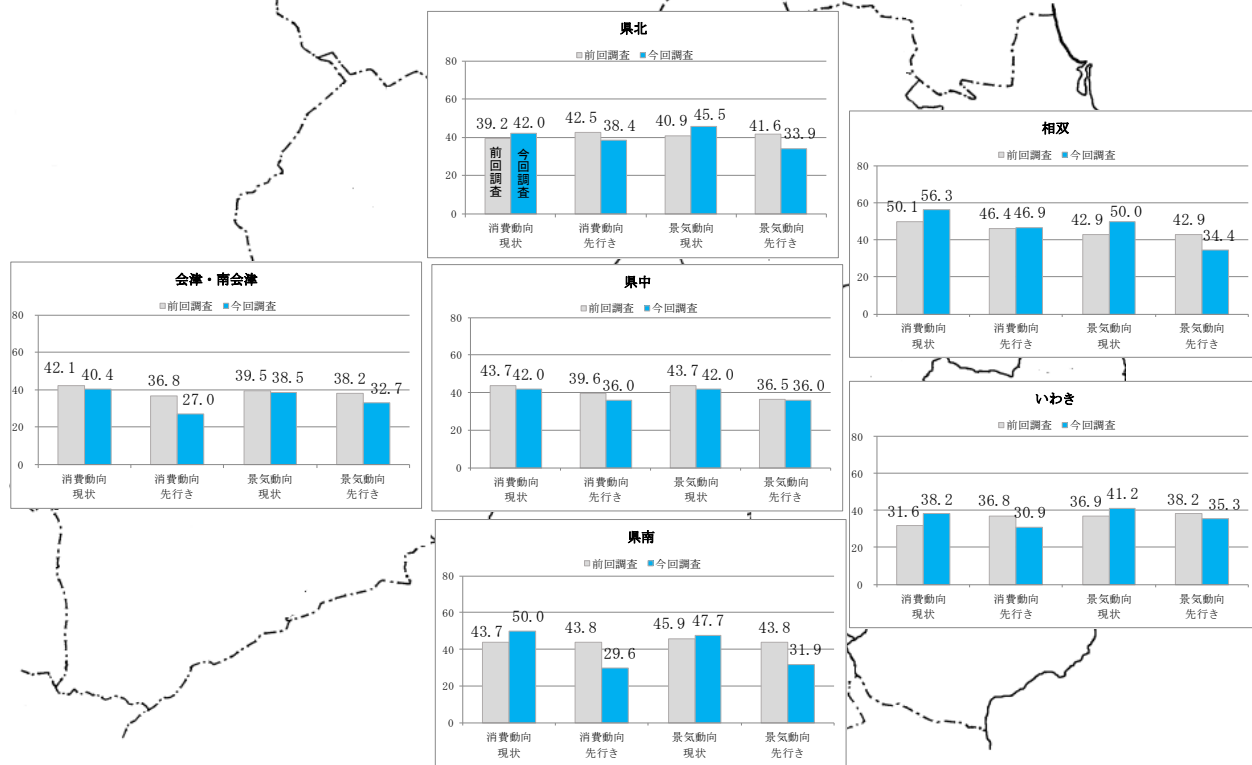 県北
前回調査 今回調査
80
60
40
20
0
39.2 42.0 42.5 38.4 40.9 45.5 41.6 33.9
前回調査
今回調査
消費動向 消費動向 景気動向 景気動向
現状 先行き 現状 先行き
相双
前回調査 今回調査
80
60
40
20
0
50.1 56.3 46.4 46.9 42.9 50.0 42.9 34.4
消費動向 消費動向 景気動向 景気動向
現状 先行き 現状 先行き
会津・南会津
前回調査 今回調査
80
60
40
20
0
42.1 40.4 36.8 27.0 39.5 38.5 38.2 32.7
消費動向 消費動向 景気動向 景気動向
現状 先行き 現状 先行き
県中
前回調査 今回調査
80
60
40
20
0
43.7 42.0 39.6 36.0 43.7 42.0 36.5 36.0
消費動向 消費動向 景気動向 景気動向
現状 先行き 現状 先行き
いわき
前回調査 今回調査
80
60
40
20
0
31.6 38.2 36.8 30.9 36.9 41.2 38.2 35.3
消費動向 消費動向 景気動向 景気動向
現状 先行き 現状 先行き
県南
前回調査 今回調査
80
60
40
20
0
43.7 50.0 43.8 29.6 45.9 47.7 43.8 31.9
消費動向 消費動向 景気動向 景気動向
現状 先行き 現状 先行き